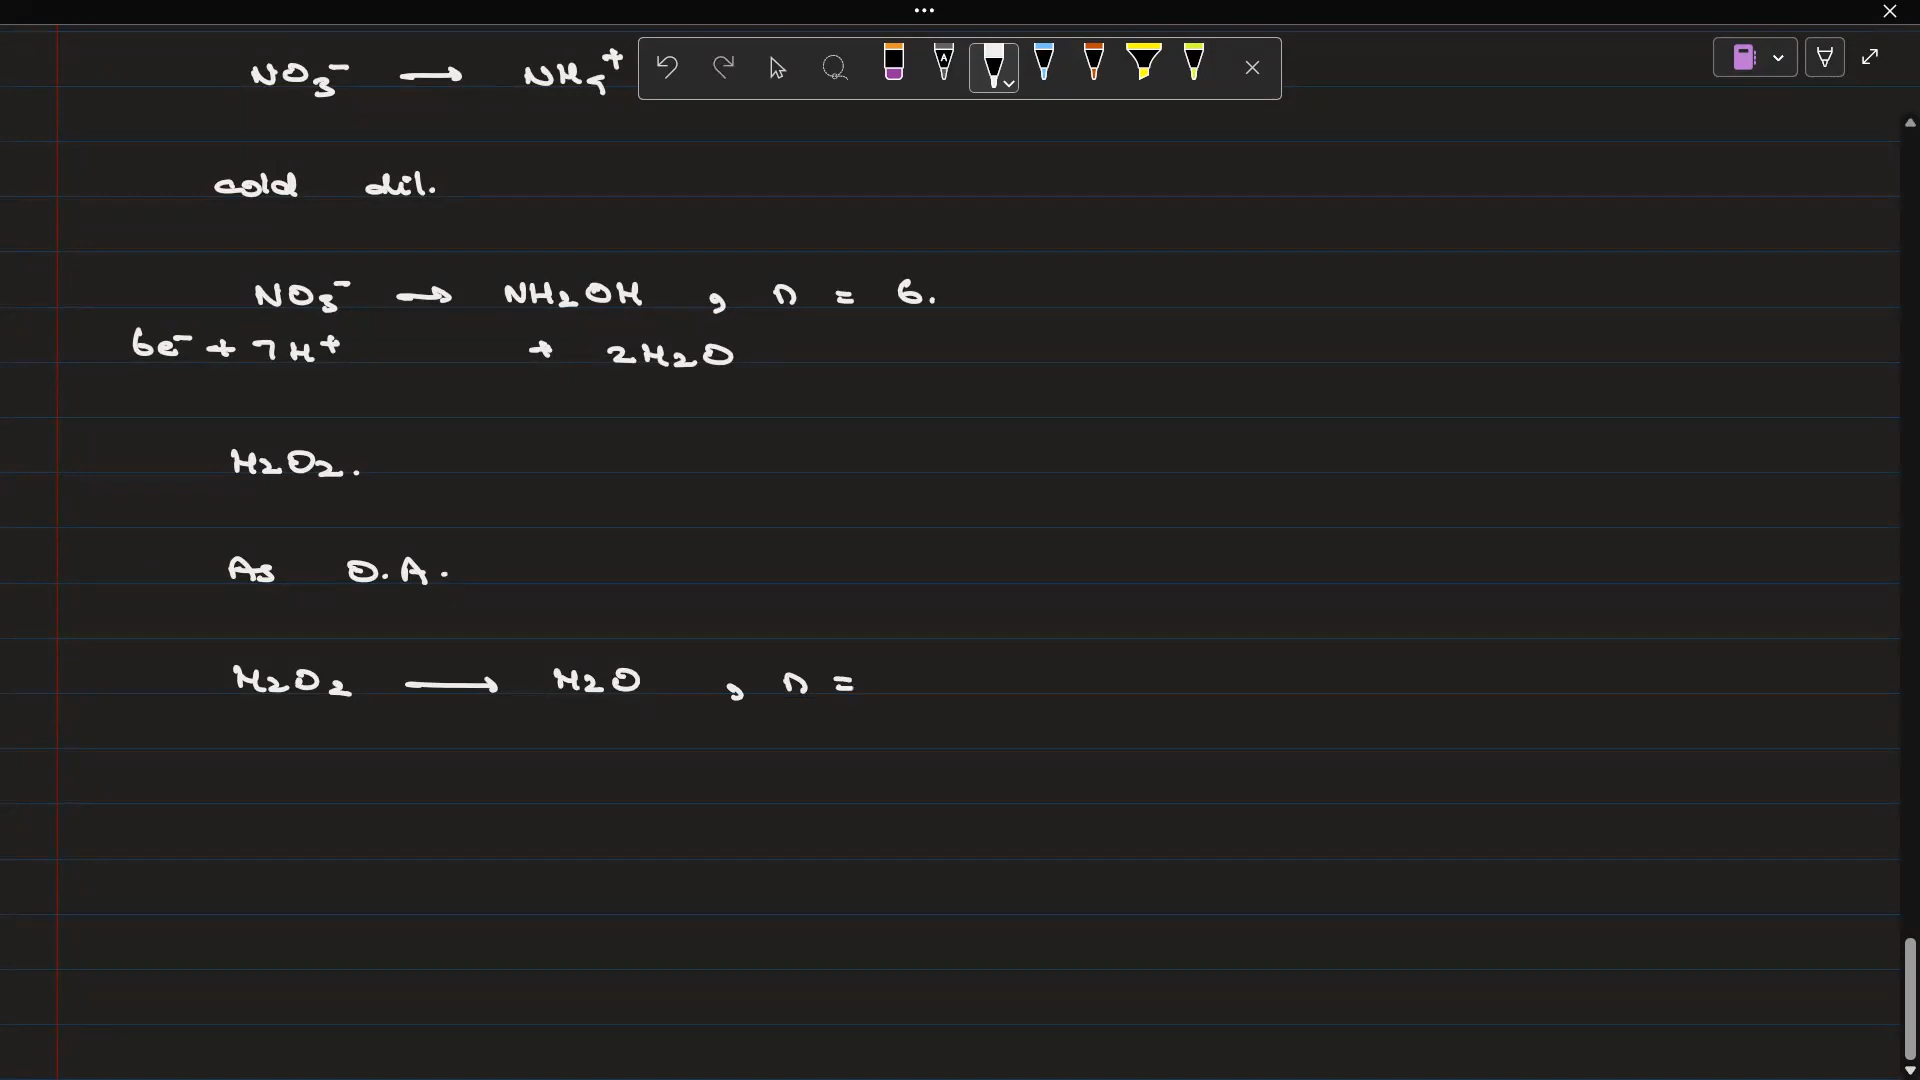 NO₃⁻ → NH₄⁺
cold dil.
NO₃⁻ → NH₂OH , n = 6.
6e⁻ + 7H⁺ + 2H₂O
H₂O₂.
As O.A.
H₂O₂ → H₂O , n =